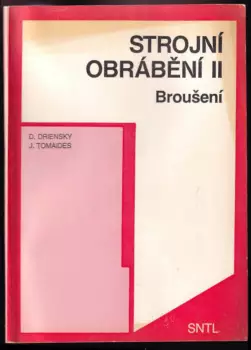 STROJNÍ
OBRÁBĚNÍ II
Broušení
D. DRIENSKY
J. TOMAIDES
SNTL